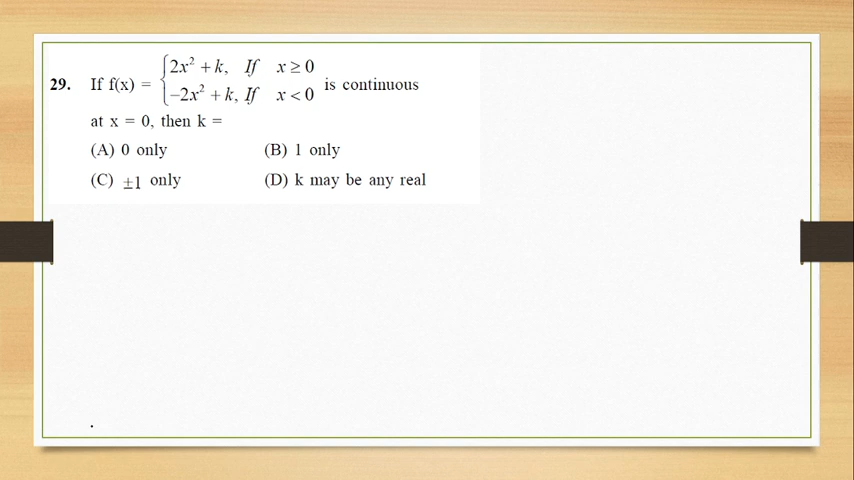 29. If f(x) = { 2x² + k, If x ≥ 0
−2x² + k, If x < 0 is continuous
at x = 0, then k =
(A) 0 only (B) 1 only
(C) ±1 only (D) k may be any real
.